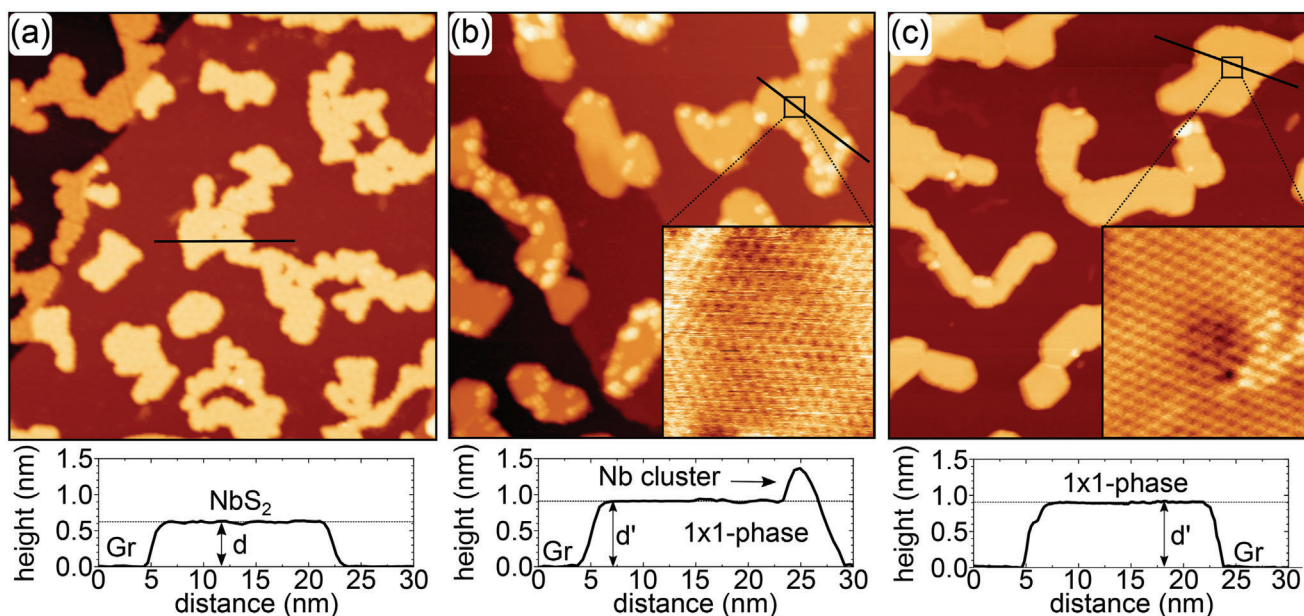 (a)
(b)
(c)
height (nm)
1.5
1.0
0.5
0.0
NbS₂
d
Gr
0 5 10 15 20 25 30
distance (nm)
height (nm)
1.5
1.0
0.5
0.0
Nb cluster
1x1-phase
d'
Gr
0 5 10 15 20 25 30
distance (nm)
height (nm)
1.5
1.0
0.5
0.0
1x1-phase
d'
Gr
0 5 10 15 20 25 30
distance (nm)